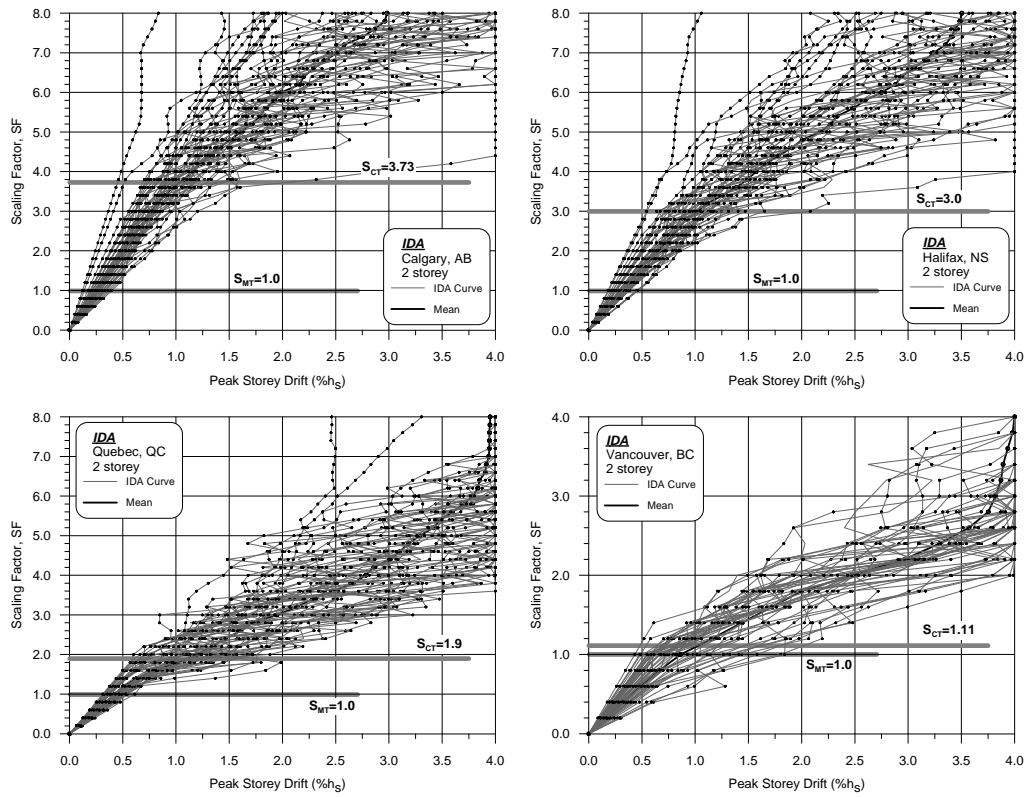 8.0
7.0
6.0
5.0
4.0
3.0
2.0
1.0
0.0
Scaling Factor, SF
S_CT=3.73
S_MT=1.0
IDA
Calgary, AB
2 storey
IDA Curve
Mean
0.0 0.5 1.0 1.5 2.0 2.5 3.0 3.5 4.0
Peak Storey Drift (%h_S)
8.0
7.0
6.0
5.0
4.0
3.0
2.0
1.0
0.0
Scaling Factor, SF
S_CT=3.0
S_MT=1.0
IDA
Halifax, NS
2 storey
IDA Curve
Mean
0.0 0.5 1.0 1.5 2.0 2.5 3.0 3.5 4.0
Peak Storey Drift (%h_S)
8.0
7.0
6.0
5.0
4.0
3.0
2.0
1.0
0.0
Scaling Factor, SF
IDA
Quebec, QC
2 storey
IDA Curve
Mean
S_CT=1.9
S_MT=1.0
0.0 0.5 1.0 1.5 2.0 2.5 3.0 3.5 4.0
Peak Storey Drift (%h_S)
4.0
3.0
2.0
1.0
0.0
Scaling Factor, SF
IDA
Vancouver, BC
2 storey
IDA Curve
Mean
S_CT=1.11
S_MT=1.0
0.0 0.5 1.0 1.5 2.0 2.5 3.0 3.5 4.0
Peak Storey Drift (%h_S)